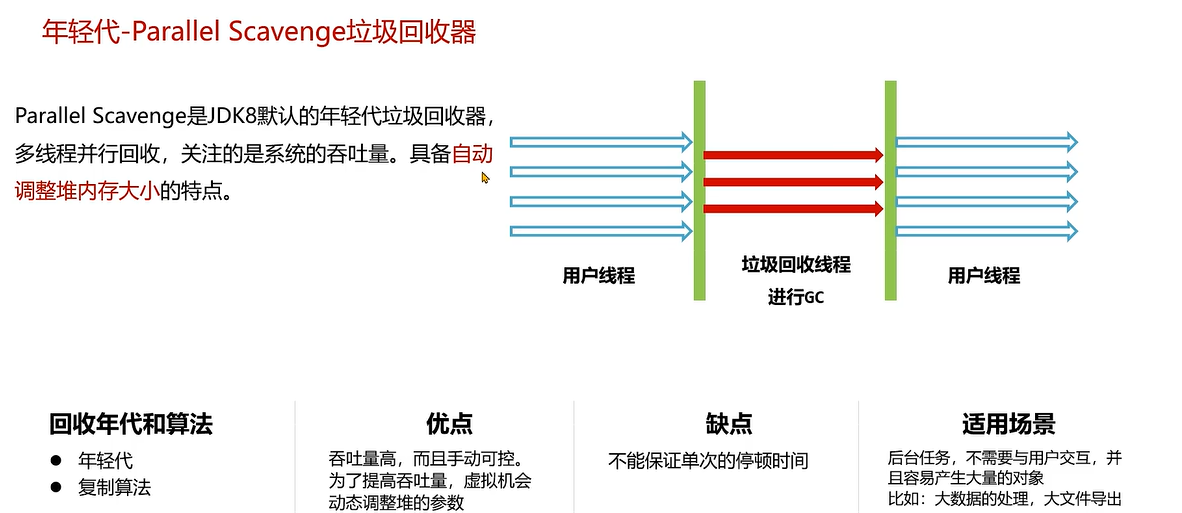 年轻代-Parallel Scavenge垃圾回收器
Parallel Scavenge是JDK8默认的年轻代垃圾回收器，
多线程并行回收，关注的是系统的吞吐量。具备自动
调整堆内存大小的特点。
用户线程
垃圾回收线程
进行GC
用户线程
回收年代和算法
● 年轻代
● 复制算法
优点
吞吐量高，而且手动可控。
为了提高吞吐量，虚拟机会
动态调整堆的参数
缺点
不能保证单次的停顿时间
适用场景
后台任务，不需要与用户交互，并
且容易产生大量的对象
比如：大数据的处理，大文件导出